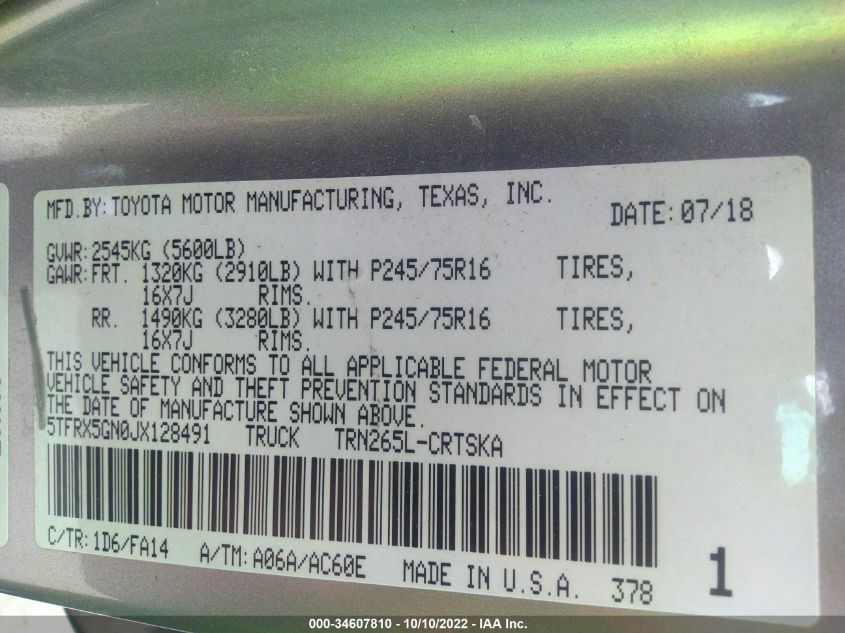 MFD.BY:TOYOTA MOTOR MANUFACTURING, TEXAS, INC. DATE:07/18
GVWR:2545KG (5600LB)
GAWR:FRT. 1320KG (2910LB) WITH P245/75R16 TIRES,
16X7J RIMS.
RR. 1490KG (3280LB) WITH P245/75R16 TIRES,
16X7J RIMS.
THIS VEHICLE CONFORMS TO ALL APPLICABLE FEDERAL MOTOR
VEHICLE SAFETY AND THEFT PREVENTION STANDARDS IN EFFECT ON
THE DATE OF MANUFACTURE SHOWN ABOVE.
5TFRX5GN0JX128491 TRUCK TRN265L-CRTSKA
C/TR:1D6/FA14 A/TM:A06A/AC60E MADE IN U.S.A. 378 1
000-34607810 - 10/10/2022 - IAA Inc.